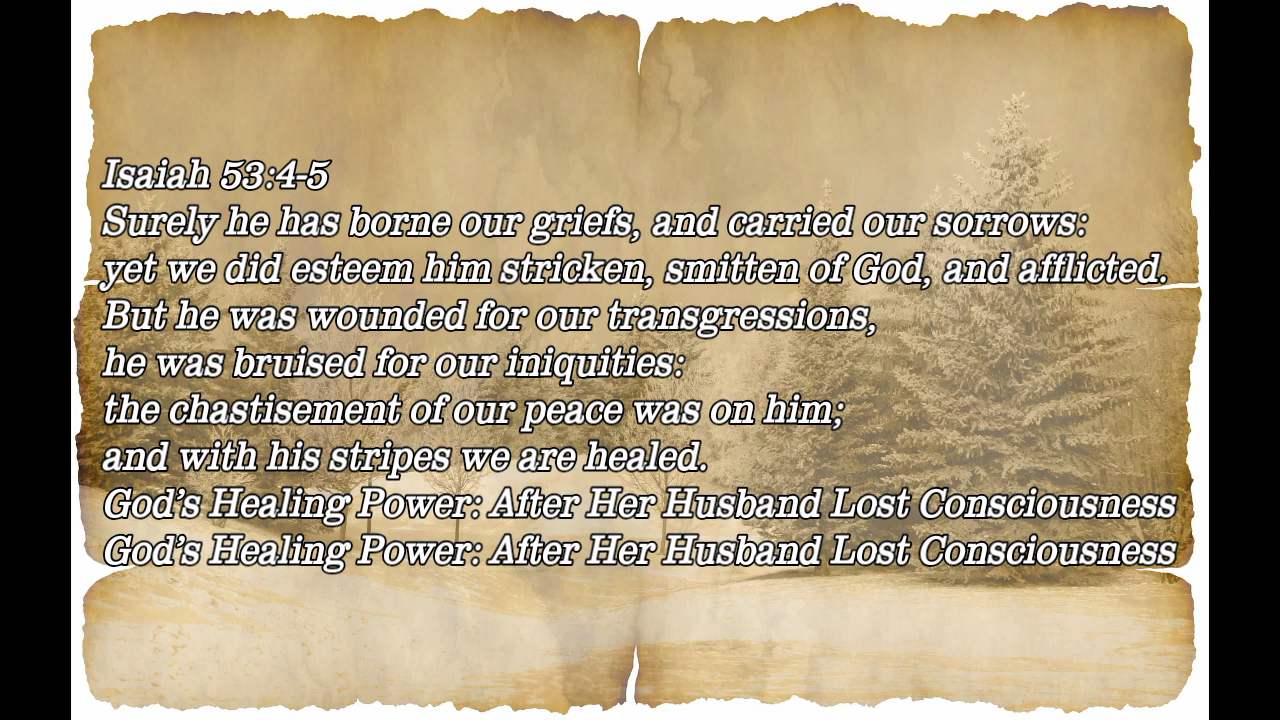 Isaiah 53:4-5
Surely he has borne our griefs, and carried our sorrows:
yet we did esteem him stricken, smitten of God, and afflicted.
But he was wounded for our transgressions,
he was bruised for our iniquities:
the chastisement of our peace was on him;
and with his stripes we are healed.
God’s Healing Power: After Her Husband Lost Consciousness
God’s Healing Power: After Her Husband Lost Consciousness